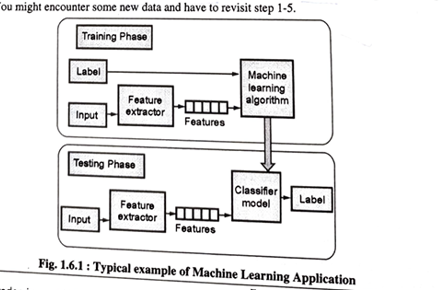 ou might encounter some new data and have to revisit step 1-5.
Training Phase
Label
Machine
learning
algorithm
Feature
extractor
Input
Features
Testing Phase
Classifier
model
Label
Feature
extractor
Input
Features
Fig. 1.6.1 : Typical example of Machine Learning Application